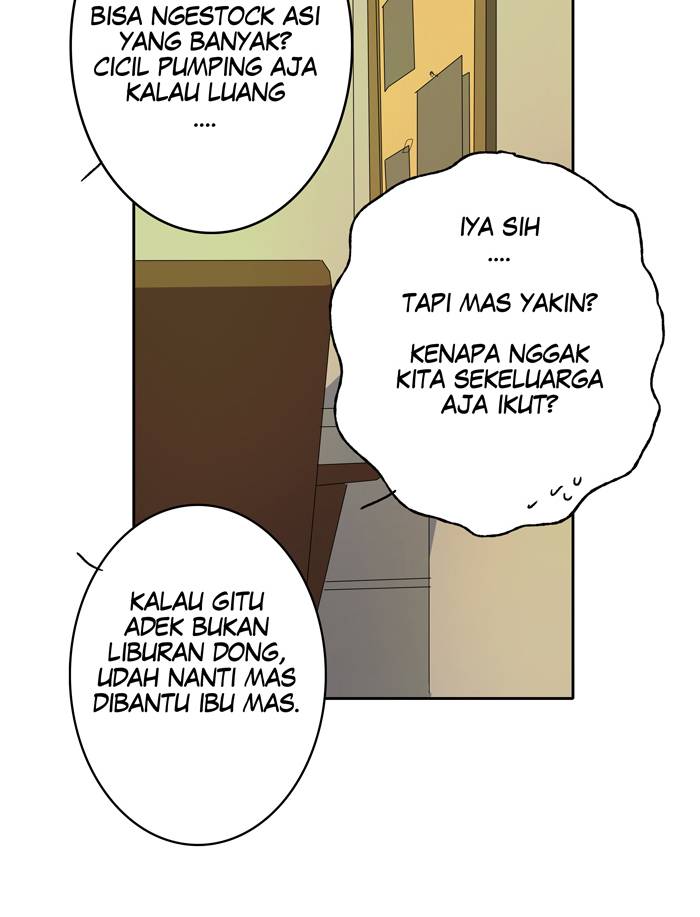 BISA NGESTOCK ASI
YANG BANYAK?
CICIL PUMPING AJA
KALAU LUANG
....
IYA SIH
....
TAPI MAS YAKIN?
KENAPA NGGAK
KITA SEKELUARGA
AJA IKUT?
KALAU GITU
ADEK BUKAN
LIBURAN DONG,
UDAH NANTI MAS
DIBANTU IBU MAS.